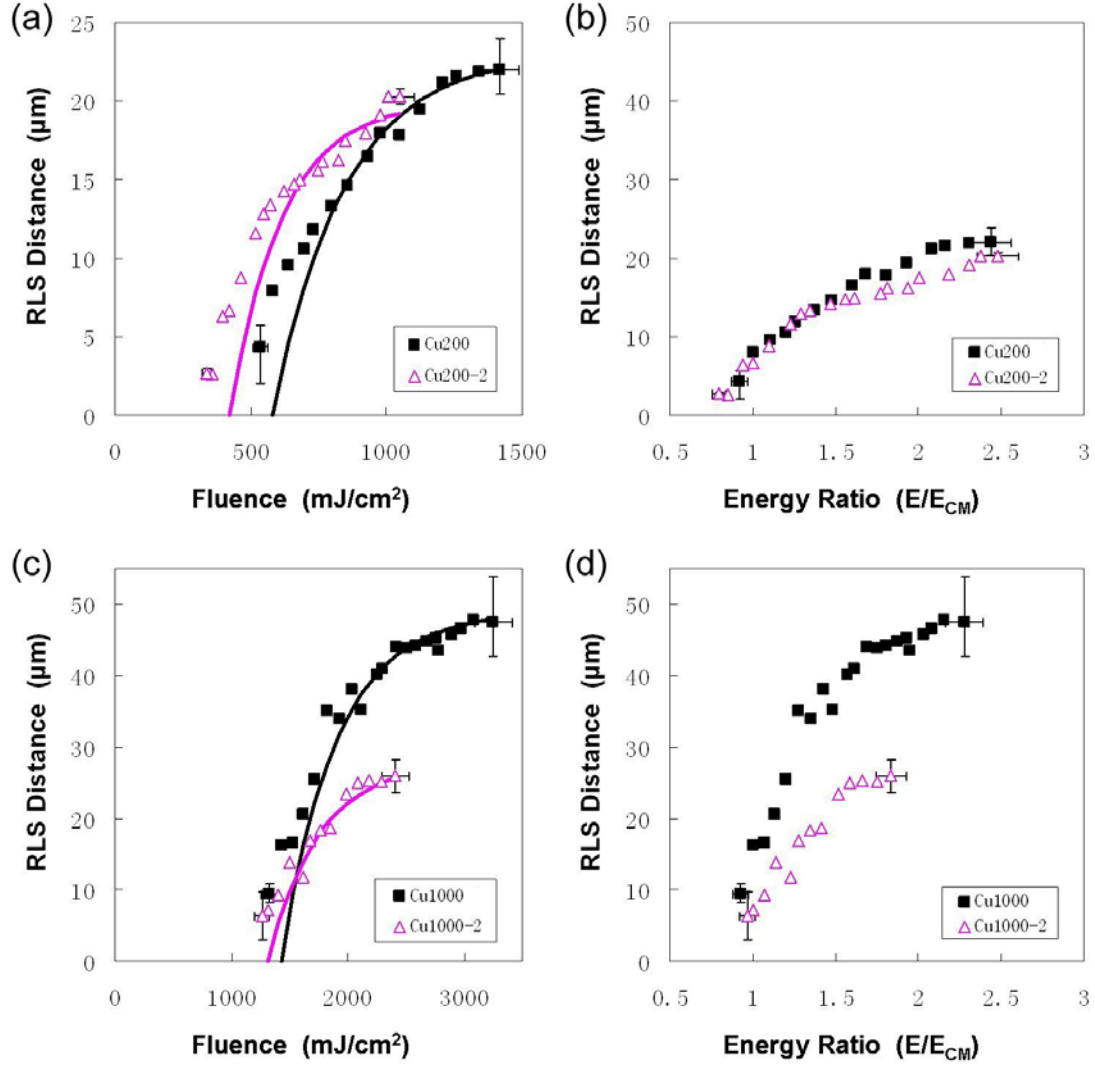 (a)
25
20
15
10
5
0
RLS Distance (μm)
Cu200
Cu200-2
0 500 1000 1500
Fluence (mJ/cm²)
(b)
50
40
30
20
10
0
RLS Distance (μm)
Cu200
Cu200-2
0.5 1 1.5 2 2.5 3
Energy Ratio (E/E_CM)
(c)
50
40
30
20
10
0
RLS Distance (μm)
Cu1000
Cu1000-2
0 1000 2000 3000
Fluence (mJ/cm²)
(d)
50
40
30
20
10
0
RLS Distance (μm)
Cu1000
Cu1000-2
0.5 1 1.5 2 2.5 3
Energy Ratio (E/E_CM)